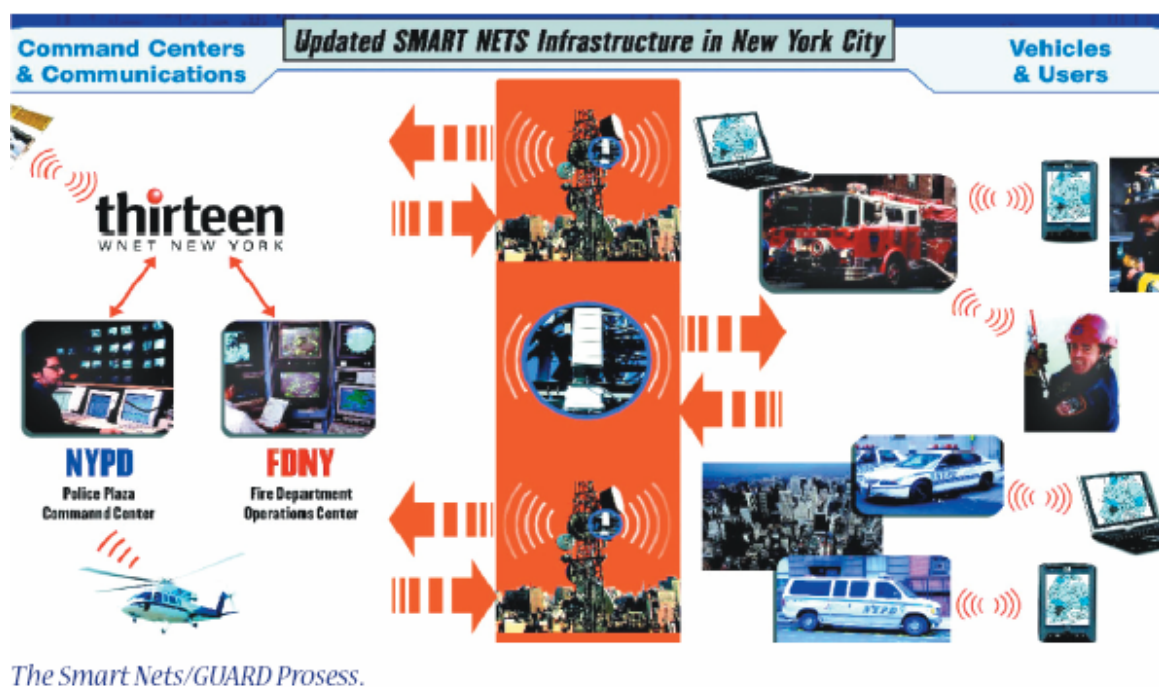 Updated SMART NETS Infrastructure in New York City
Command Centers
& Communications
Vehicles
& Users
thirteen
WNET NEW YORK
NYPD
Police Plaza
Commannd Center
FDNY
Fire Department
Operations Center
NYPD
The Smart Nets/GUARD Prosess.